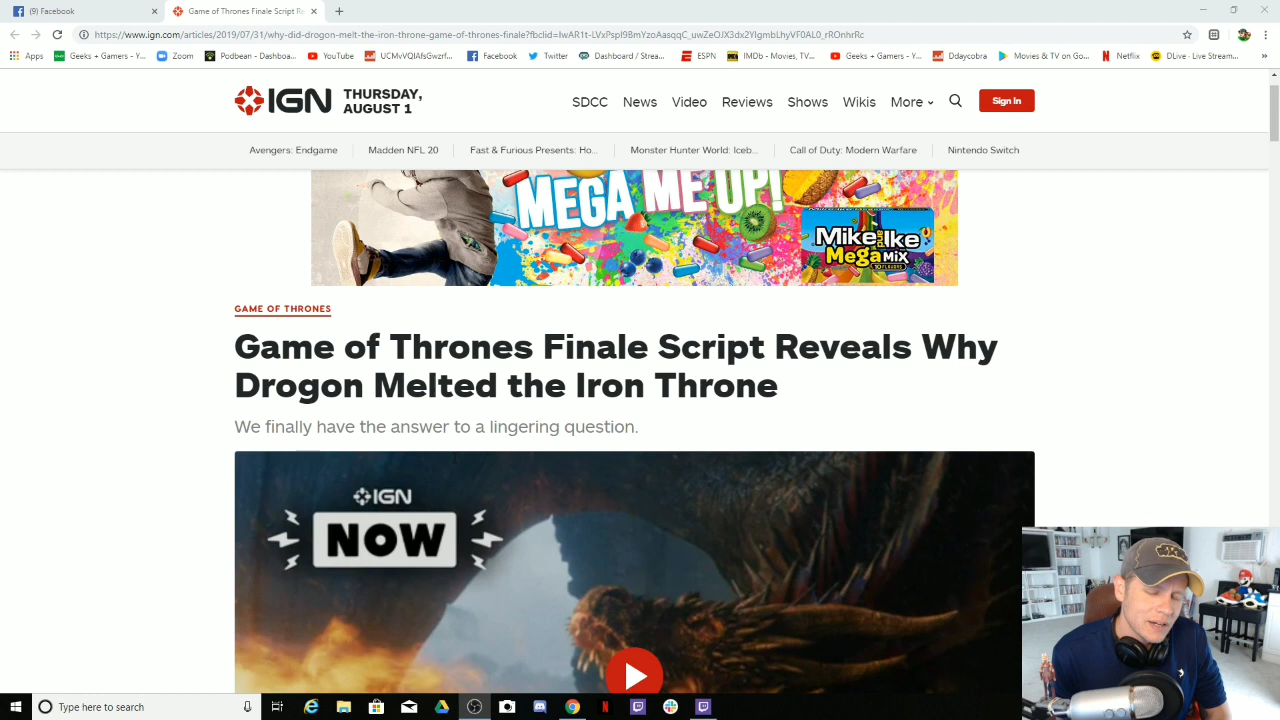 (9) Facebook
Game of Thrones Finale Script Re
https://www.ign.com/articles/2019/07/31/why-did-drogon-melt-the-iron-throne-game-of-thrones-finale?fbclid=
Apps
Geeks + Gamers - Y...
Zoom
Podbean - Dashboa...
YouTube
UCMvVQIAfsGwzrf...
Facebook
Twitter
Dashboard / Strea...
ESPN
IMDb - Movies, TV...
Geeks + Gamers - Y...
Ddaycobra
Movies & TV on Go...
Netflix
DLive · Live Stream...
»
IGN
THURSDAY,
AUGUST 1
SDCC
News
Video
Reviews
Shows
Wikis
More
Sign In
Avengers: Endgame
Madden NFL 20
Fast & Furious Presents: Ho...
Monster Hunter World: Iceb...
Call of Duty: Modern Warfare
Nintendo Switch
MEGA ME UP!
Mike and Ike
Mega Mix
10 FLAVORS
GAME OF THRONES
Game of Thrones Finale Script Reveals Why
Drogon Melted the Iron Throne
We finally have the answer to a lingering question.
IGN
NOW
Type here to search